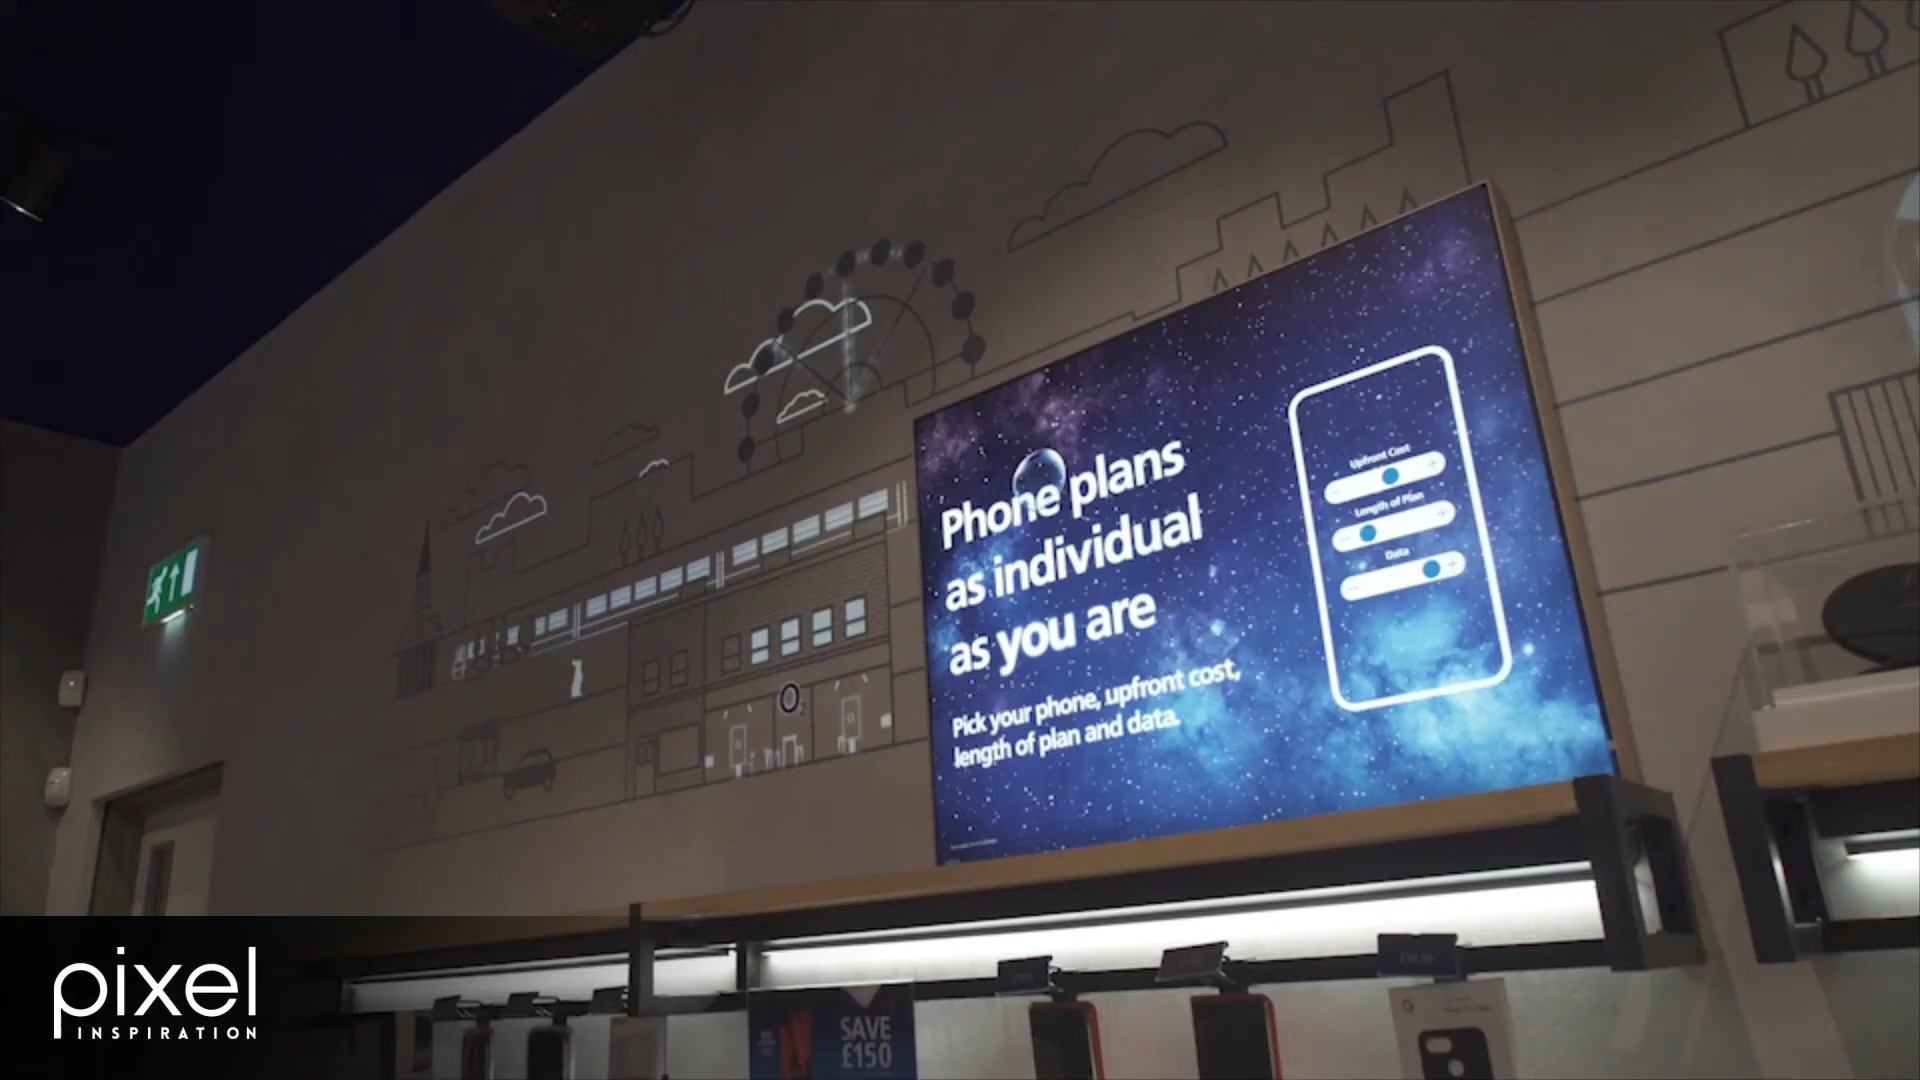 Phone plans
as individual
as you are
Pick your phone, upfront cost,
length of plan and data.
Upfront Cost
Length of Plan
Data
O2
SAVE
£150
pixel
INSPIRATION